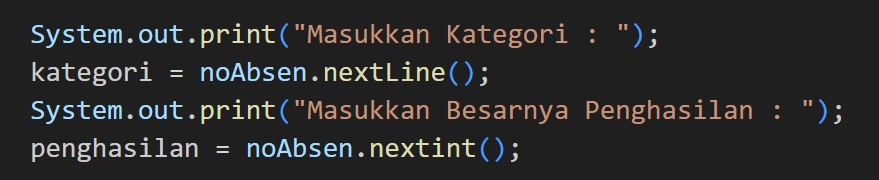 System.out.print("Masukkan Kategori : ");
kategori = noAbsen.nextLine();
System.out.print("Masukkan Besarnya Penghasilan : ");
penghasilan = noAbsen.nextint();